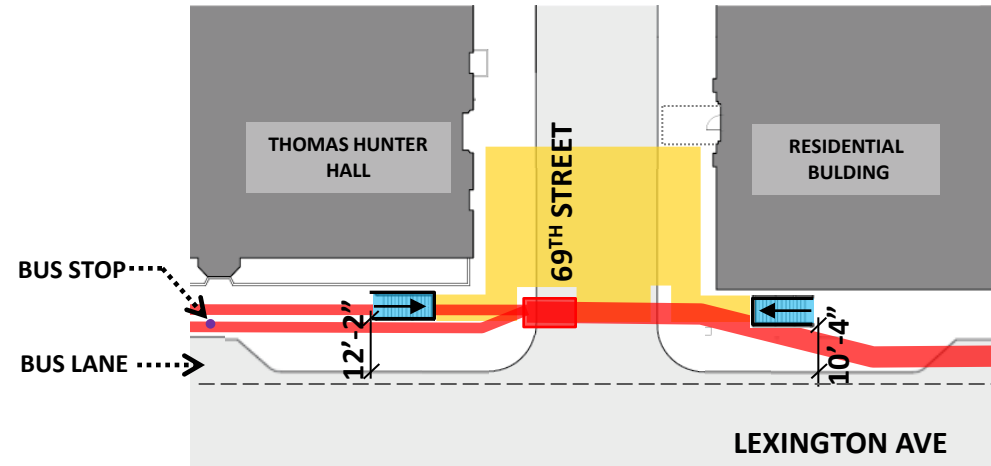 THOMAS HUNTER
HALL
69TH STREET
RESIDENTIAL
BULDING
BUS STOP
12’-2”
10’-4”
BUS LANE
LEXINGTON AVE